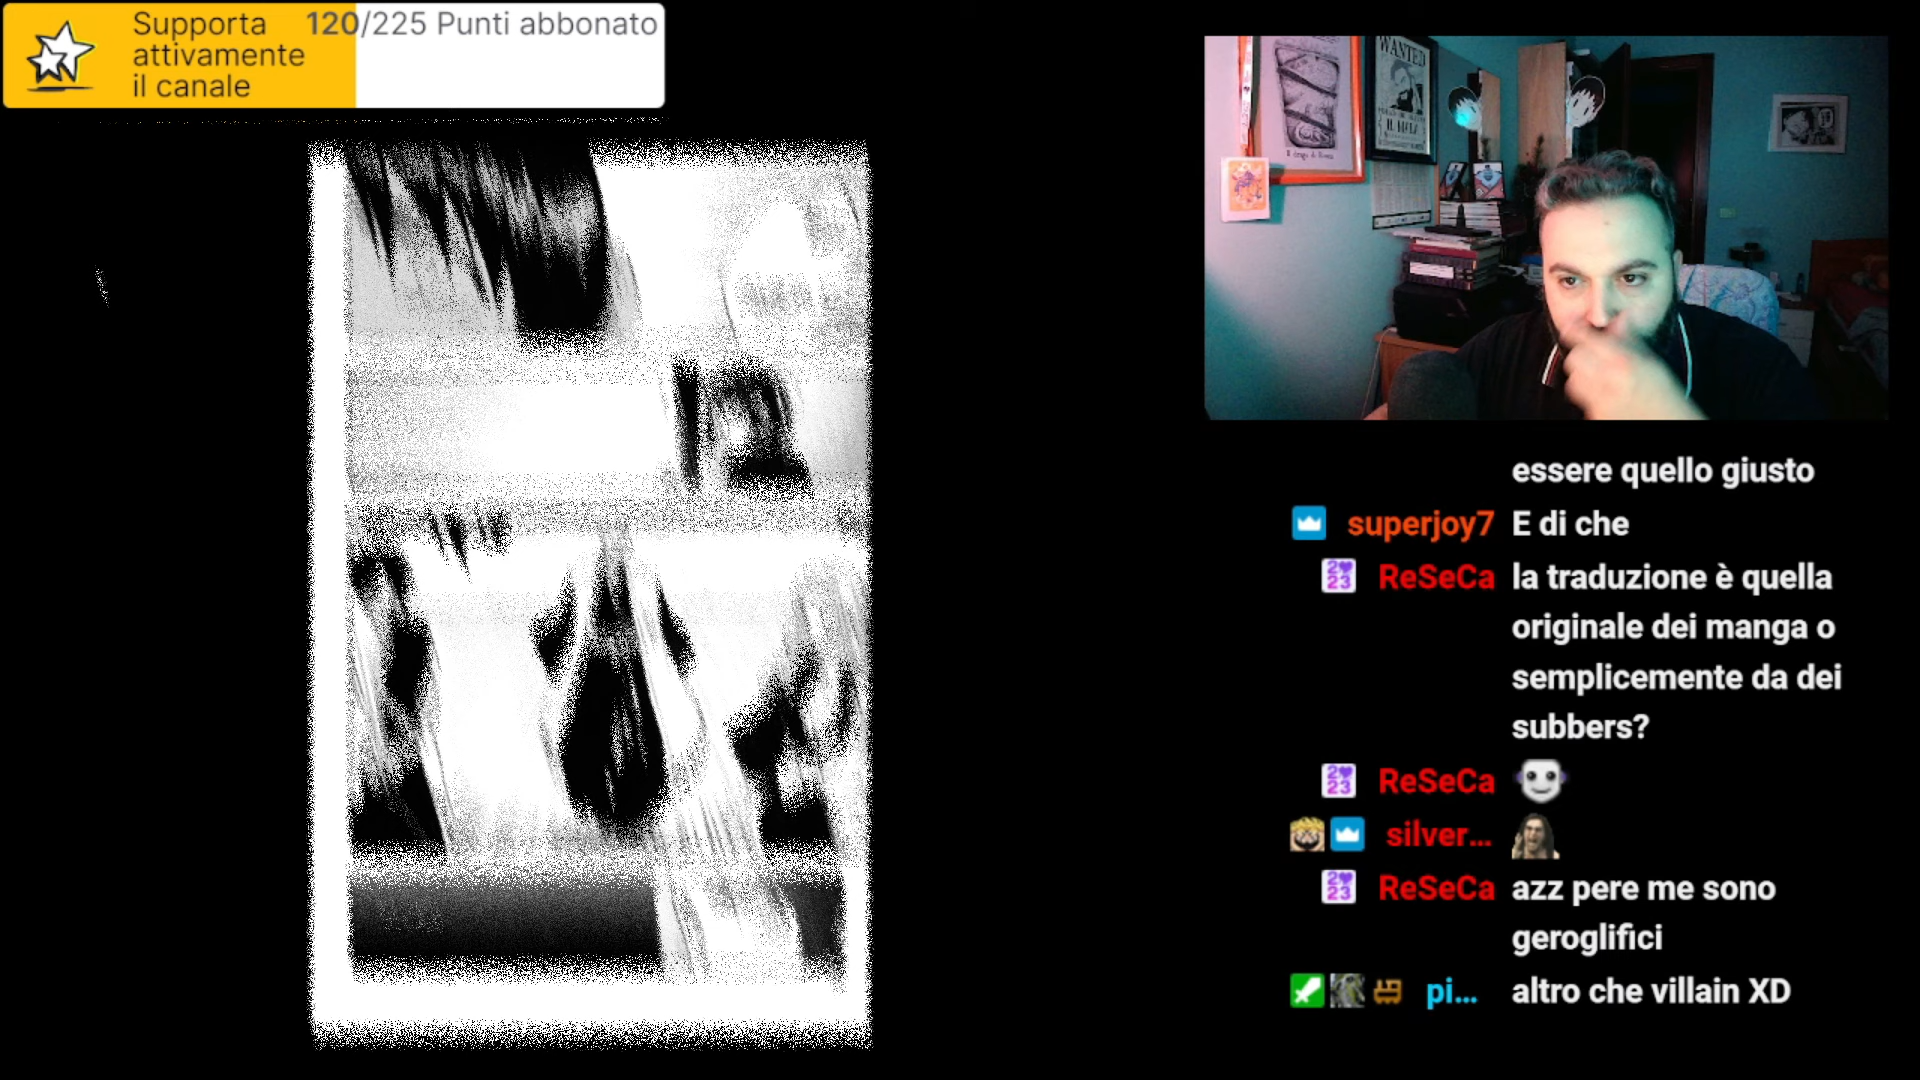 Supporta
attivamente
il canale
120/225 Punti abbonato
WANTED
essere quello giusto
superjoy7 E di che
ReSeCa la traduzione è quella
originale dei manga o
semplicemente da dei
subbers?
ReSeCa
silver...
ReSeCa azz pere me sono
geroglifici
pi... altro che villain XD